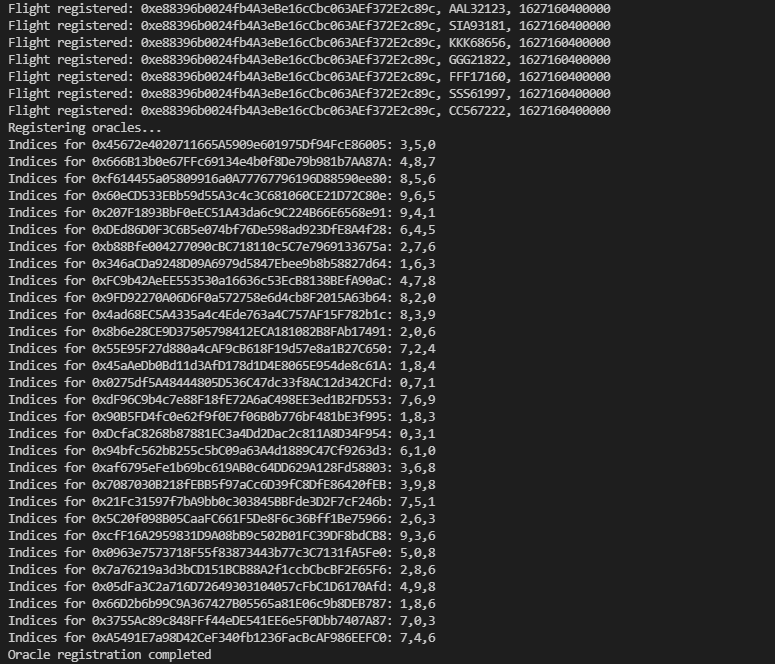 Flight registered: 0xe88396b0024fb4A3eBe16cCbc063AEf372E2c89c, AAL32123, 1627160400000
Flight registered: 0xe88396b0024fb4A3eBe16cCbc063AEf372E2c89c, SIA93181, 1627160400000
Flight registered: 0xe88396b0024fb4A3eBe16cCbc063AEf372E2c89c, KKK68656, 1627160400000
Flight registered: 0xe88396b0024fb4A3eBe16cCbc063AEf372E2c89c, GGG21822, 1627160400000
Flight registered: 0xe88396b0024fb4A3eBe16cCbc063AEf372E2c89c, FFF17160, 1627160400000
Flight registered: 0xe88396b0024fb4A3eBe16cCbc063AEf372E2c89c, SSS61997, 1627160400000
Flight registered: 0xe88396b0024fb4A3eBe16cCbc063AEf372E2c89c, CC567222, 1627160400000
Registering oracles...
Indices for 0x45672e4020711665A5909e601975Df94FcE86005: 3,5,0
Indices for 0x666B13b0e67FFc69134e4b0f8De79b981b7AA87A: 4,8,7
Indices for 0xf614455a05809916a0A77767796196D88590ee80: 8,5,6
Indices for 0x60eCD533EBb59d55A3c4c3C681060CE21D72C80e: 9,6,5
Indices for 0x207F1893BbF0eEC51A43da6c9C224B66E6568e91: 9,4,1
Indices for 0xDEd86D0F3C6B5e074bf76De598ad923DfE8A4f28: 6,4,5
Indices for 0xb88Bfe004277090cBC718110c5C7e7969133675a: 2,7,6
Indices for 0x346aCDa9248D09A6979d5847Ebee9b8b58827d64: 1,6,3
Indices for 0xFC9b42AeEE553530a16636c53EcB8138BEfA90aC: 4,7,8
Indices for 0x9FD92270A06D6F0a572758e6d4cb8F2015A63b64: 8,2,0
Indices for 0x4ad68EC5A4335a4c4Ede763a4C757AF15F782b1c: 8,3,9
Indices for 0x8b6e28CE9D37505798412ECA181082B8FAb17491: 2,0,6
Indices for 0x55E95F27d880a4cAF9cB618F19d57e8a1B27C650: 7,2,4
Indices for 0x45aAeDb0Bd11d3AfD178d1D4E8065E954de8c61A: 1,8,4
Indices for 0x0275df5A48444805D536C47dc33f8AC12d342CFd: 0,7,1
Indices for 0xdF96C9b4c7e88F18fE72A6aC498EE3ed1B2FD553: 7,6,9
Indices for 0x90B5FD4fc0e62f9f0E7f06B0b776bF481bE3f995: 1,8,3
Indices for 0xDcfaC8268b87881EC3a4Dd2Dac2c811A8D34F954: 0,3,1
Indices for 0x94bfc562bB255c5bC09a63A4d1889C47Cf9263d3: 6,1,0
Indices for 0xaf6795eFe1b69bc619AB0c64DD629A128Fd58803: 3,6,8
Indices for 0x7087030B218fEBB5f97aCc6D39fC8DfE86420fEB: 3,9,8
Indices for 0x21Fc31597f7bA9bb0c303845BBFde3D2F7cF246b: 7,5,1
Indices for 0x5C20f098B05CaaFC661F5De8F6c36Bff1Be75966: 2,6,3
Indices for 0xcfF16A2959831D9A08bB9c502B01FC39DF8bdCB8: 9,3,6
Indices for 0x0963e7573718F55f83873443b77c3C7131fA5Fe0: 5,0,8
Indices for 0x7a76219a3d3bCD151BCB88A2f1ccbCbcBF2E65F6: 2,8,6
Indices for 0x05dFa3C2a716D72649303104057cFbC1D6170Afd: 4,9,8
Indices for 0x66D2b6b99C9A367427B05565a81E06c9b8DEB787: 1,8,6
Indices for 0x3755Ac89c848FFf44eDE541EE6e5F0Dbb7407A87: 7,0,3
Indices for 0xA5491E7a98D42CeF340fb1236FacBcAF986EEFC0: 7,4,6
Oracle registration completed